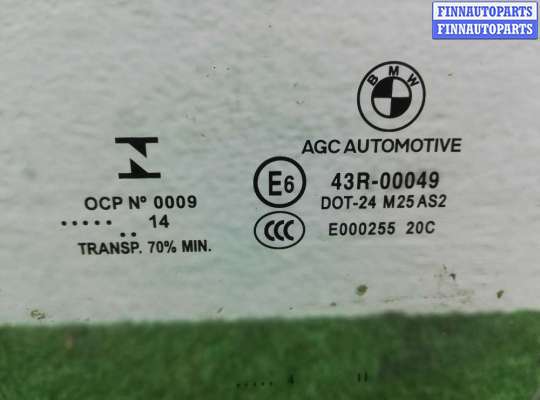 FINNAUTOPARTS
FINNAUTOPARTS
BMW
AGC AUTOMOTIVE
E6 43R-00049
DOT-24 M25 AS2
CCC E000255 20C
OCP Nº 0009
..... 14
..
TRANSP. 70% MIN.